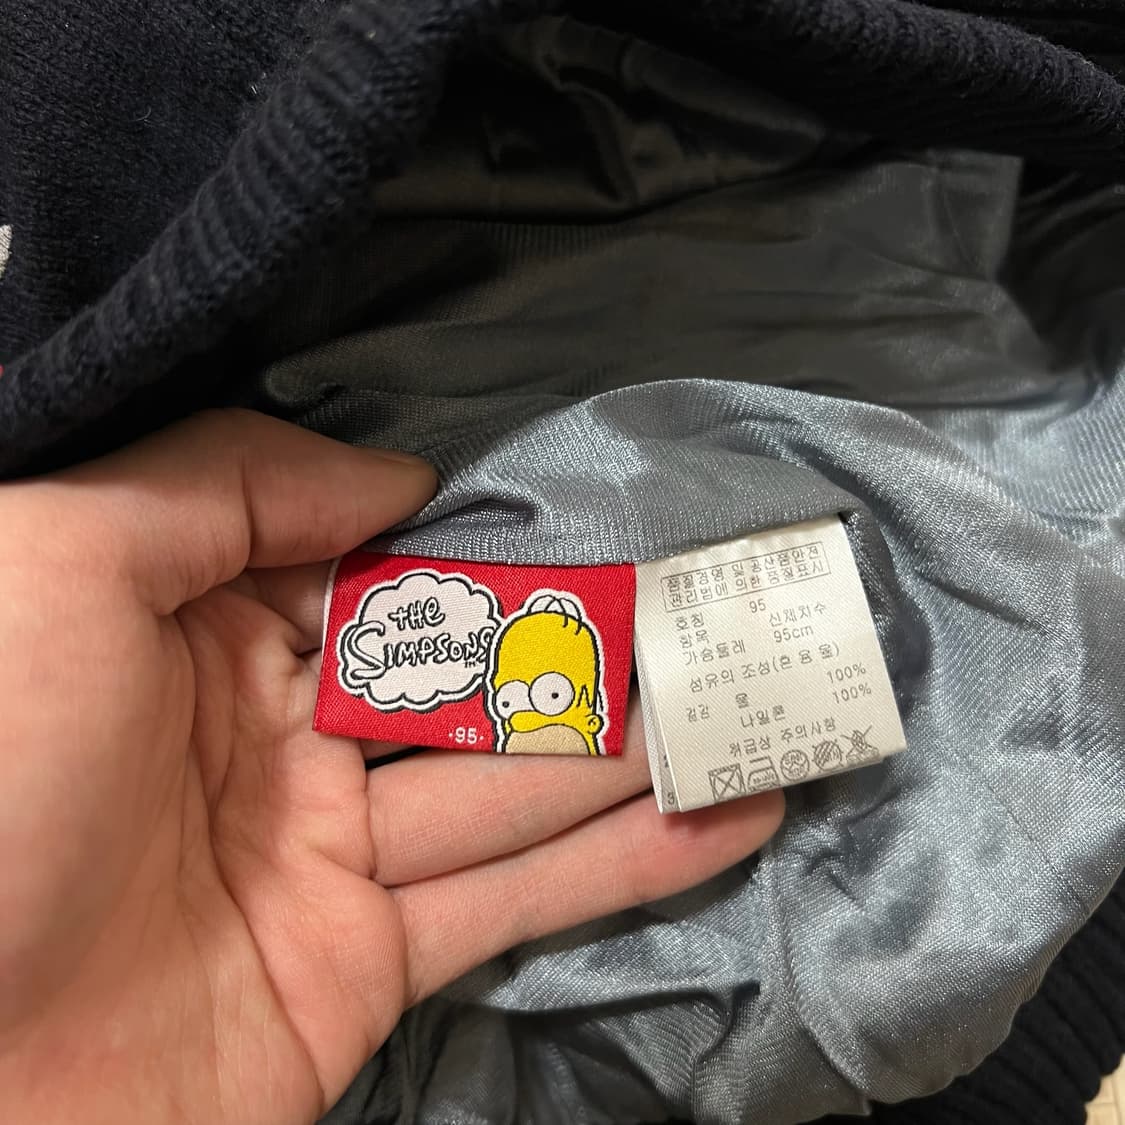 THE
SIMPSONS
TM
·95·
품질경영 및 공산품안전
관리법에 의한 품질표시
호칭 95
항목 신체치수
가슴둘레 95cm
섬유의 조성(혼용율)
겉감 울 100%
나일론 100%
취급상 주의사항